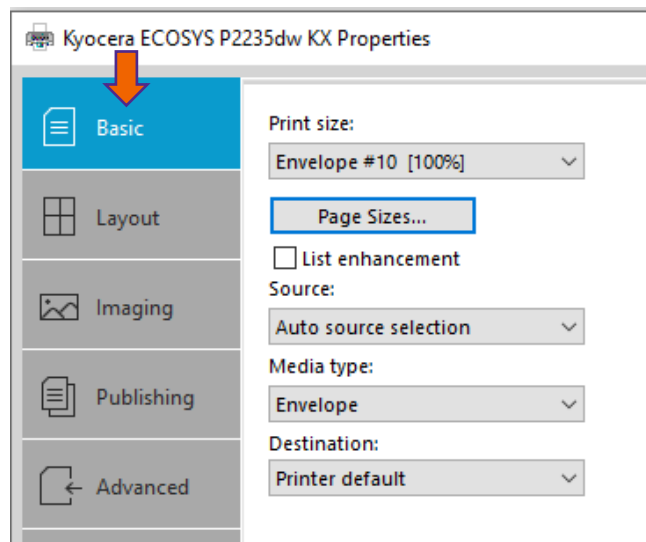 Kyocera ECOSYS P2235dw KX Properties
Basic
Layout
Imaging
Publishing
Advanced
Print size:
Envelope #10 [100%]
Page Sizes...
List enhancement
Source:
Auto source selection
Media type:
Envelope
Destination:
Printer default